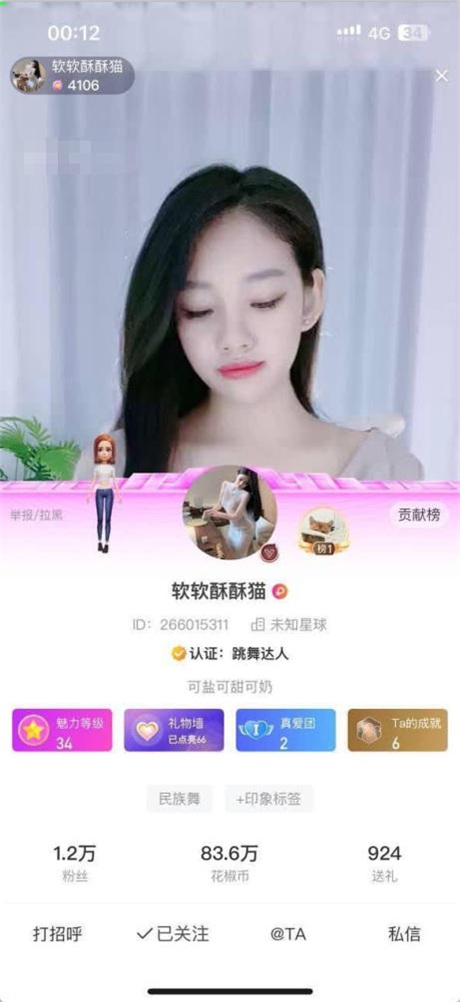 00:12
4G 34
软软酥酥猫
4106
举报/拉黑
榜1
贡献榜
软软酥酥猫
ID: 266015311 未知星球
认证：跳舞达人
可盐可甜可奶
魅力等级
34
礼物墙
已点亮66
真爱团
2
Ta的成就
6
民族舞 +印象标签
1.2万 83.6万 924
粉丝 花椒币 送礼
打招呼 已关注 @TA 私信